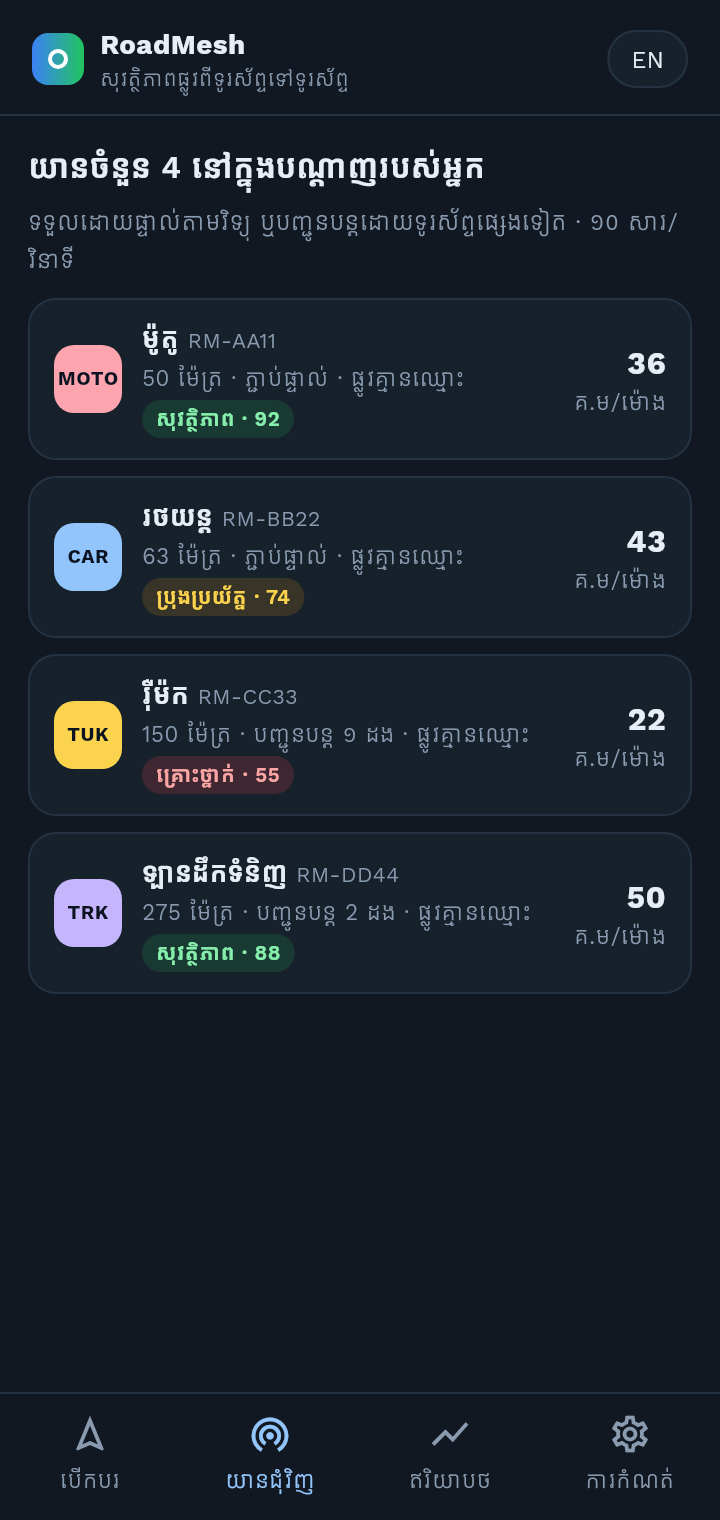 RoadMesh
សុវត្ថិភាពផ្លូវពីទូរស័ព្ទទៅទូរស័ព្ទ
EN
យានចំនួន 4 នៅក្នុងបណ្តាញរបស់អ្នក
ទទួលដោយផ្ទាល់តាមវិទ្យុ ឬបញ្ជូនបន្តដោយទូរស័ព្ទផ្សេងទៀត · ១០ សារ/
វិនាទី
MOTO
ម៉ូតូ RM-AA11
50 ម៉ែត្រ · ភ្ជាប់ផ្ទាល់ · ផ្លូវគ្មានឈ្មោះ
សុវត្ថិភាព · 92
36
គ.ម/ម៉ោង
CAR
រថយន្ត RM-BB22
63 ម៉ែត្រ · ភ្ជាប់ផ្ទាល់ · ផ្លូវគ្មានឈ្មោះ
ប្រុងប្រយ័ត្ន · 74
43
គ.ម/ម៉ោង
TUK
រ៉ឺម៉ក RM-CC33
150 ម៉ែត្រ · បញ្ជូនបន្ត ១ ដង · ផ្លូវគ្មានឈ្មោះ
គ្រោះថ្នាក់ · 55
22
គ.ម/ម៉ោង
TRK
ឡានដឹកទំនិញ RM-DD44
275 ម៉ែត្រ · បញ្ជូនបន្ត 2 ដង · ផ្លូវគ្មានឈ្មោះ
សុវត្ថិភាព · 88
50
គ.ម/ម៉ោង
បើកបរ
យានជុំវិញ
ឥរិយាបថ
ការកំណត់